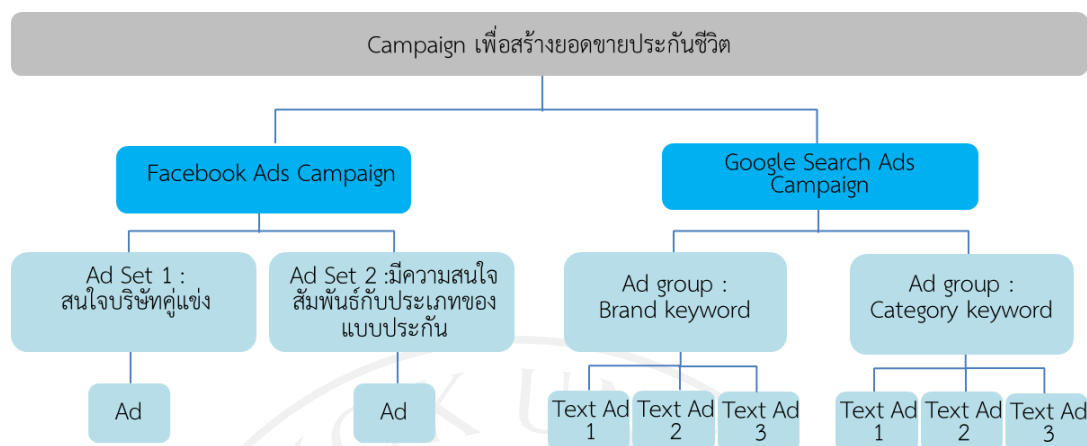 Campaign เพื่อสร้างยอดขายประกันชีวิต
Facebook Ads Campaign
Google Search Ads
Campaign
Ad Set 1 :
สนใจบริษัทคู่แข่ง
Ad Set 2 :มีความสนใจ
สัมพันธ์กับประเภทของ
แบบประกัน
Ad group :
Brand keyword
Ad group :
Category keyword
Ad
Ad
Text Ad
1
Text Ad
2
Text Ad
3
Text Ad
1
Text Ad
2
Text Ad
3